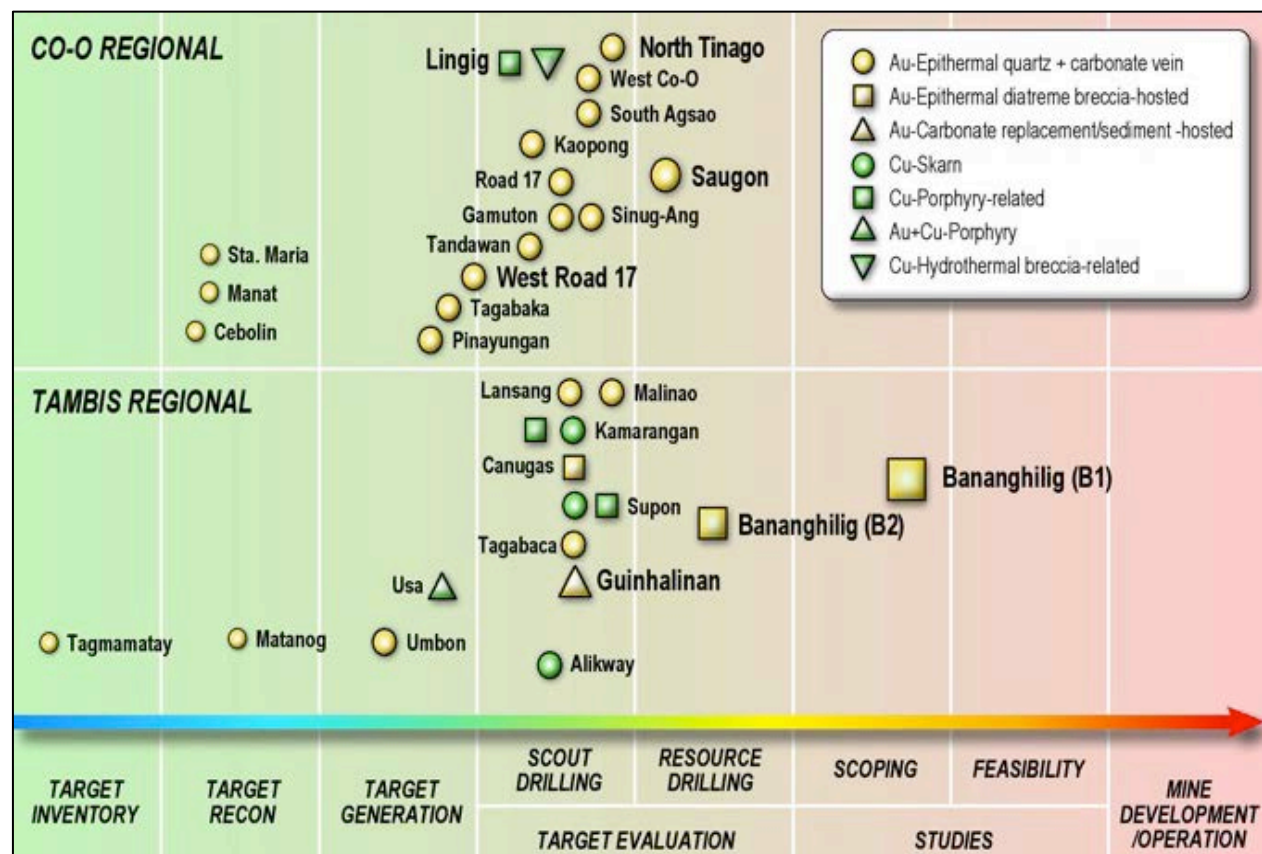 CO-O REGIONAL
Lingig
North Tinago
West Co-O
South Agsao
Kaopong
Road 17
Saugon
Gamuton
Sinug-Ang
Tandawan
Sta. Maria
West Road 17
Manat
Tagabaka
Cebolin
Pinayungan
Au-Epithermal quartz + carbonate vein
Au-Epithermal diatreme breccia-hosted
Au-Carbonate replacement/sediment -hosted
Cu-Skarn
Cu-Porphyry-related
Au+Cu-Porphyry
Cu-Hydrothermal breccia-related
TAMBIS REGIONAL
Lansang
Malinao
Kamarangan
Canugas
Bananghilig (B1)
Supon
Bananghilig (B2)
Tagabaca
Usa
Guinhalinan
Tagmamatay
Matanog
Umbon
Alikway
TARGET
INVENTORY
TARGET
RECON
TARGET
GENERATION
SCOUT
DRILLING
RESOURCE
DRILLING
TARGET EVALUATION
SCOPING
FEASIBILITY
STUDIES
MINE
DEVELOPMENT
/OPERATION